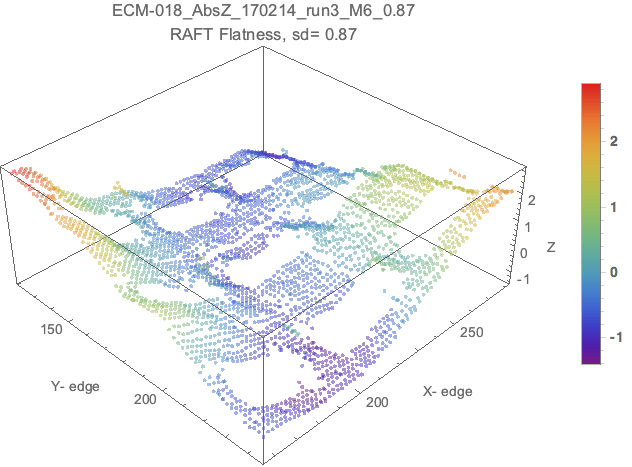 ECM-018_AbsZ_170214_run3_M6_0.87
RAFT Flatness, sd= 0.87
2
1
0
-1
Z
2
1
0
-1
150
200
Y- edge
250
200
X- edge